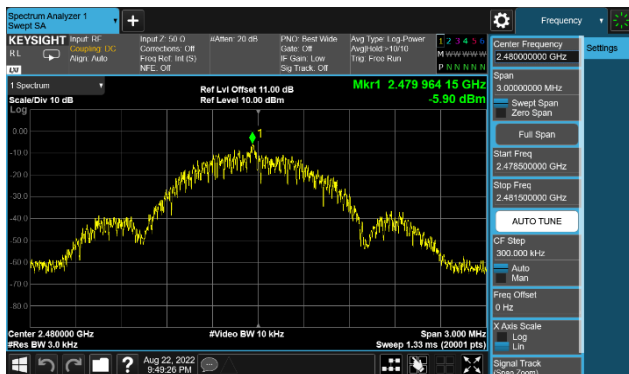 Spectrum Analyzer 1
Swept SA
Frequency
KEYSIGHT
RL
Input: RF
Coupling: DC
Align: Auto
Input Z: 50 Ω
Corrections: Off
Freq Ref: Int (S)
NFE: Off
#Atten: 20 dB
PNO: Best Wide
Gate: Off
IF Gain: Low
Sig Track: Off
Avg Type: Log-Power
Avg|Hold:>10/10
Trig: Free Run
1 2 3 4 5 6
M W W W W W
P N N N N N
LXI
1 Spectrum
Scale/Div 10 dB
Ref Lvl Offset 11.00 dB
Ref Level 10.00 dBm
Mkr1 2.479 964 15 GHz
-5.90 dBm
Log
1
0.00
-10.0
-20.0
-30.0
-40.0
-50.0
-60.0
-70.0
-80.0
Center 2.480000 GHz
#Res BW 3.0 kHz
#Video BW 10 kHz
Span 3.000 MHz
Sweep 1.33 ms (20001 pts)
Center Frequency
2.480000000 GHz
Settings
Span
3.00000000 MHz
Swept Span
Zero Span
Full Span
Start Freq
2.478500000 GHz
Stop Freq
2.481500000 GHz
AUTO TUNE
CF Step
300.000 kHz
Auto
Man
Freq Offset
0 Hz
X Axis Scale
Log
Lin
Signal Track
(Span Zoom)
?
Aug 22, 2022
9:49:26 PM